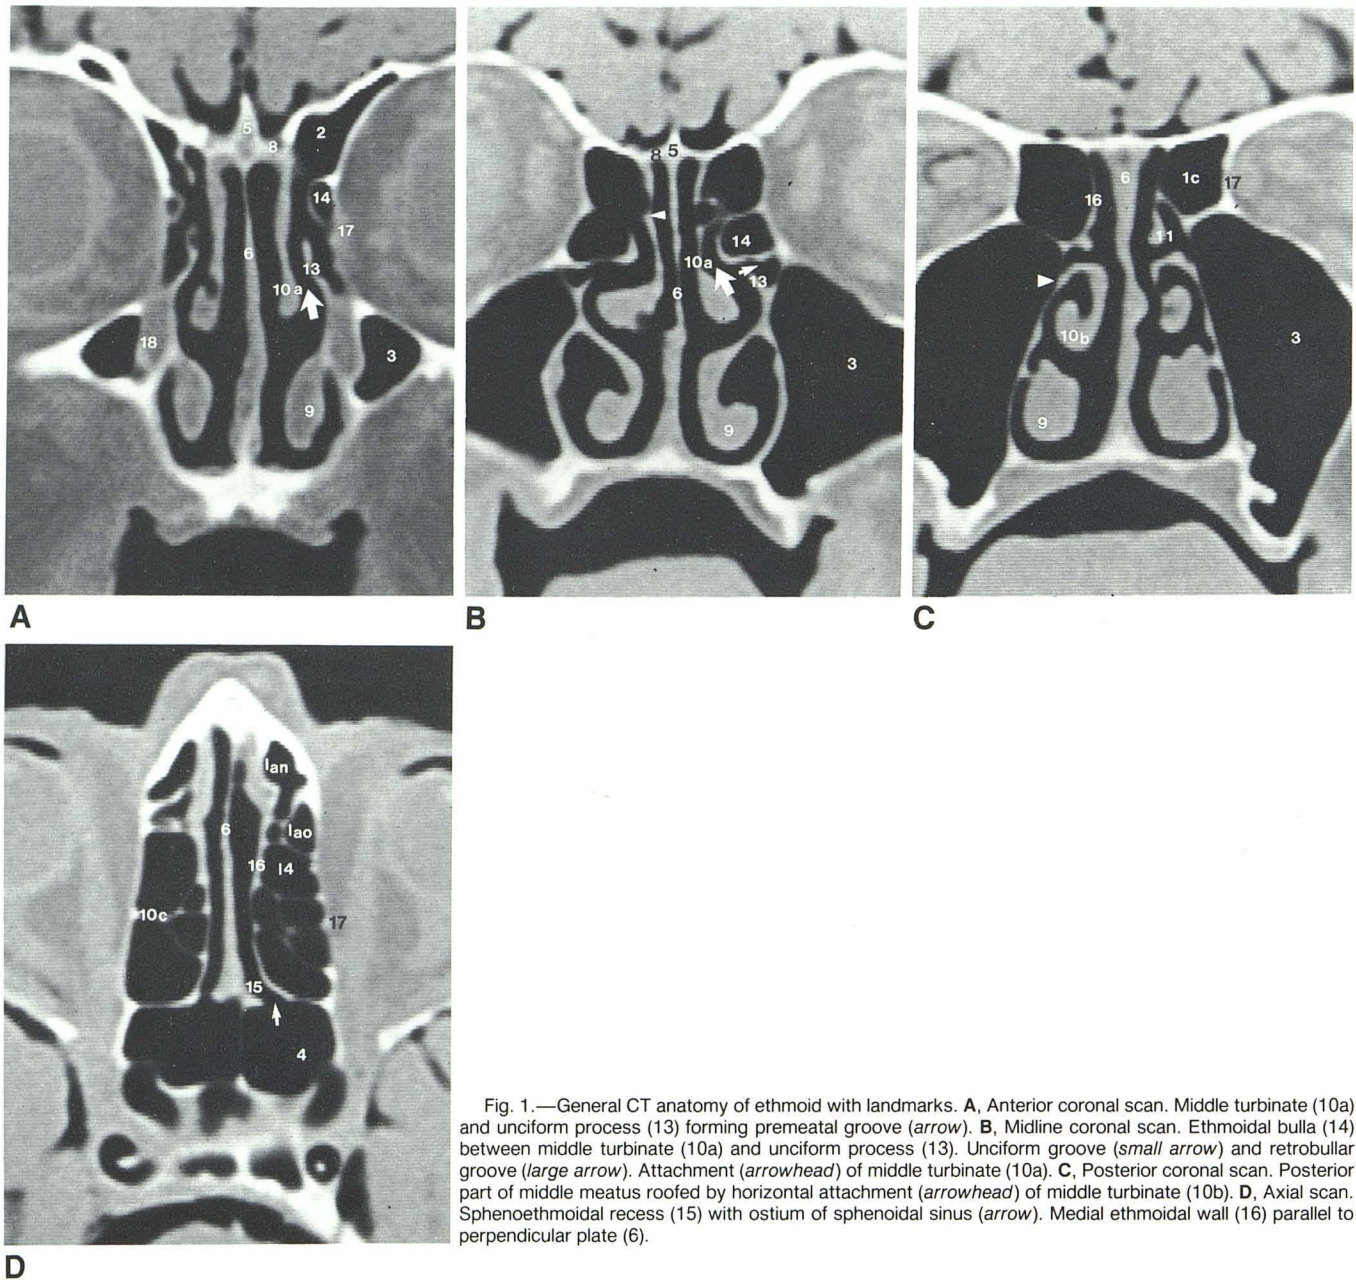 5
2
8
14
17
6
13
10a
18
3
9
A
8 5
14
10a
13
6
3
9
B
6
1c
17
16
11
10b
3
9
C
Ian
Iao
6
16
I4
10c
17
15
4
D
Fig. 1.—General CT anatomy of ethmoid with landmarks. A, Anterior coronal scan. Middle turbinate (10a)
and unciform process (13) forming premeatal groove (arrow). B, Midline coronal scan. Ethmoidal bulla (14)
between middle turbinate (10a) and unciform process (13). Unciform groove (small arrow) and retrobullar
groove (large arrow). Attachment (arrowhead) of middle turbinate (10a). C, Posterior coronal scan. Posterior
part of middle meatus roofed by horizontal attachment (arrowhead) of middle turbinate (10b). D, Axial scan.
Sphenoethmoidal recess (15) with ostium of sphenoidal sinus (arrow). Medial ethmoidal wall (16) parallel to
perpendicular plate (6).